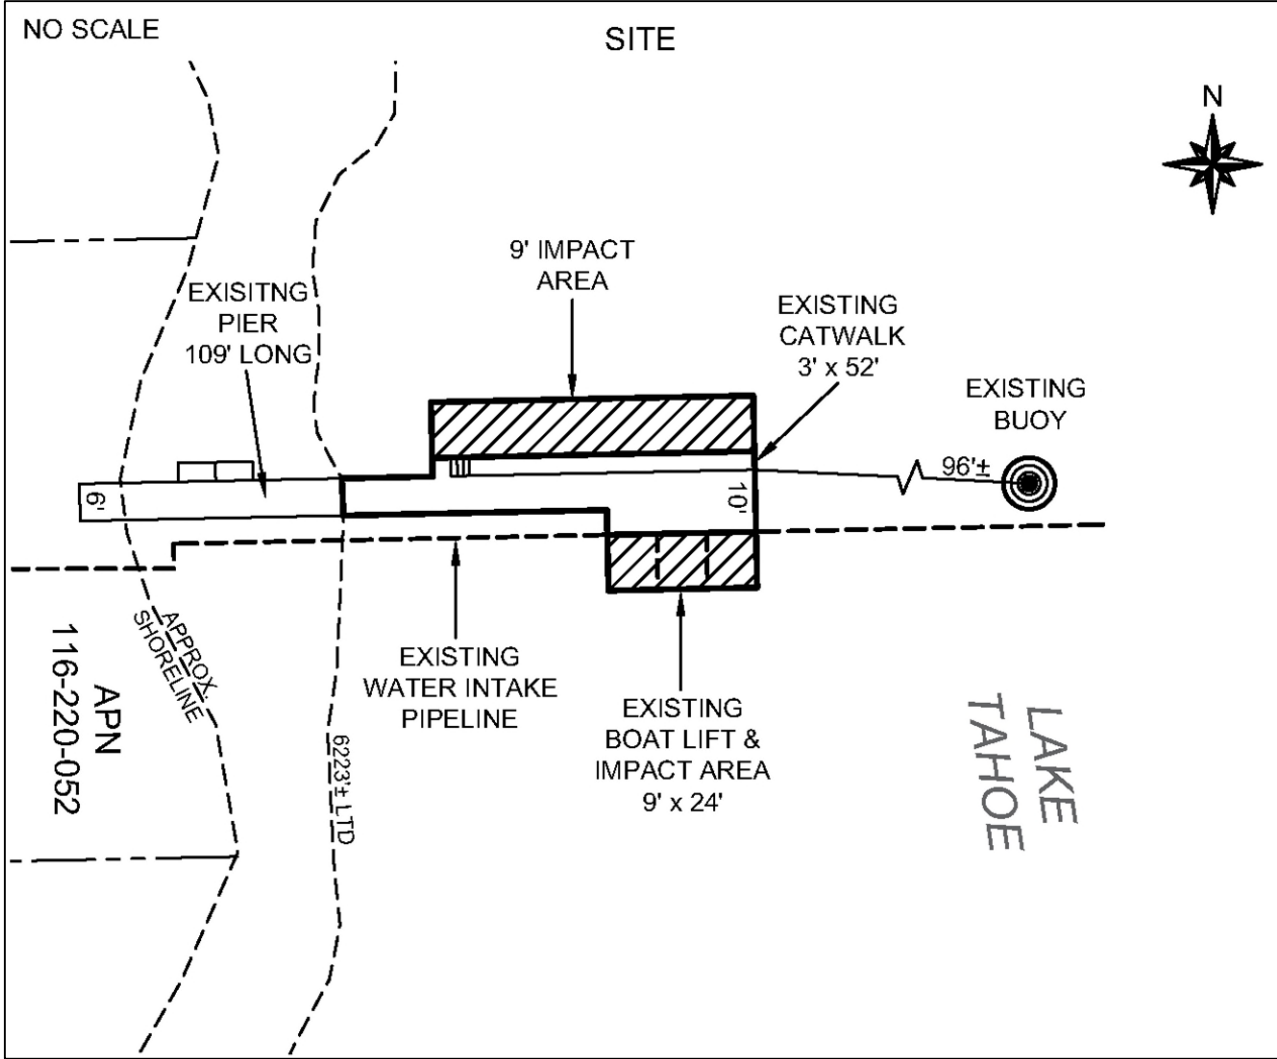 NO SCALE
SITE
N
9' IMPACT
AREA
EXISITNG
PIER
109' LONG
EXISTING
CATWALK
3' x 52'
EXISTING
BUOY
96'±
6'
10'
APPROX.
SHORELINE
EXISTING
WATER INTAKE
PIPELINE
EXISTING
BOAT LIFT &
IMPACT AREA
9' x 24'
APN
116-220-052
6223'± LTD
LAKE
TAHOE